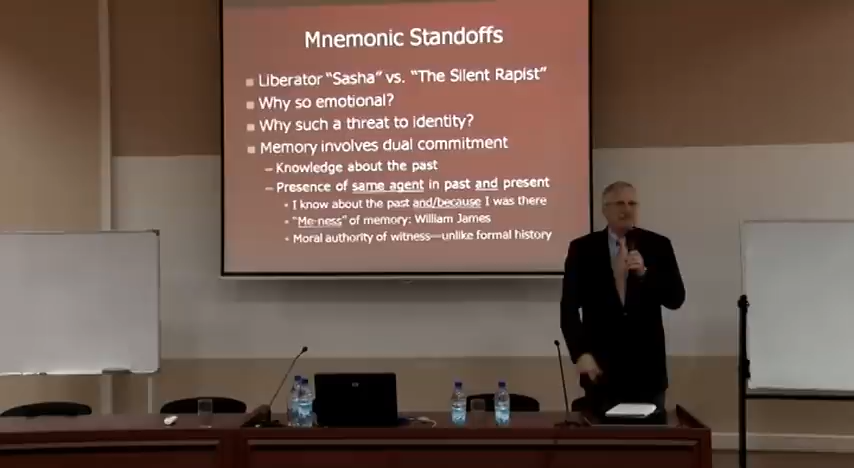 Mnemonic Standoffs
Liberator "Sasha" vs. "The Silent Rapist"
Why so emotional?
Why such a threat to identity?
Memory involves dual commitment
– Knowledge about the past
– Presence of same agent in past and present
• I know about the past and/because I was there
• "Me-ness" of memory: William James
• Moral authority of witness—unlike formal history